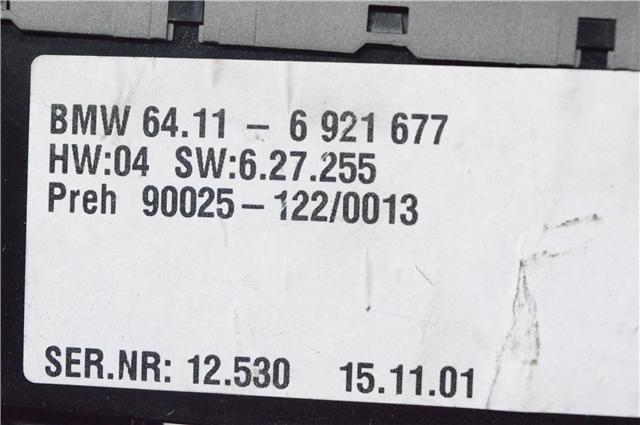 BMW 64.11 – 6 921 677
HW:04 SW:6.27.255
Preh 90025–122/0013
SER.NR: 12.530 15.11.01